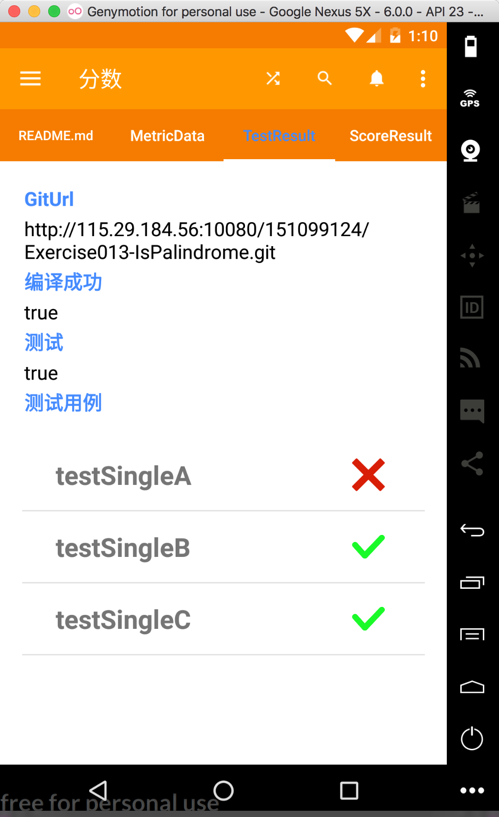 Genymotion for personal use - Google Nexus 5X - 6.0.0 - API 23 -...
1:10
分数
README.md MetricData TestResult ScoreResult
GPS
GitUrl
http://115.29.184.56:10080/151099124/
Exercise013-IsPalindrome.git
编译成功
true
测试
true
测试用例
ID
testSingleA
testSingleB
testSingleC
free for personal use